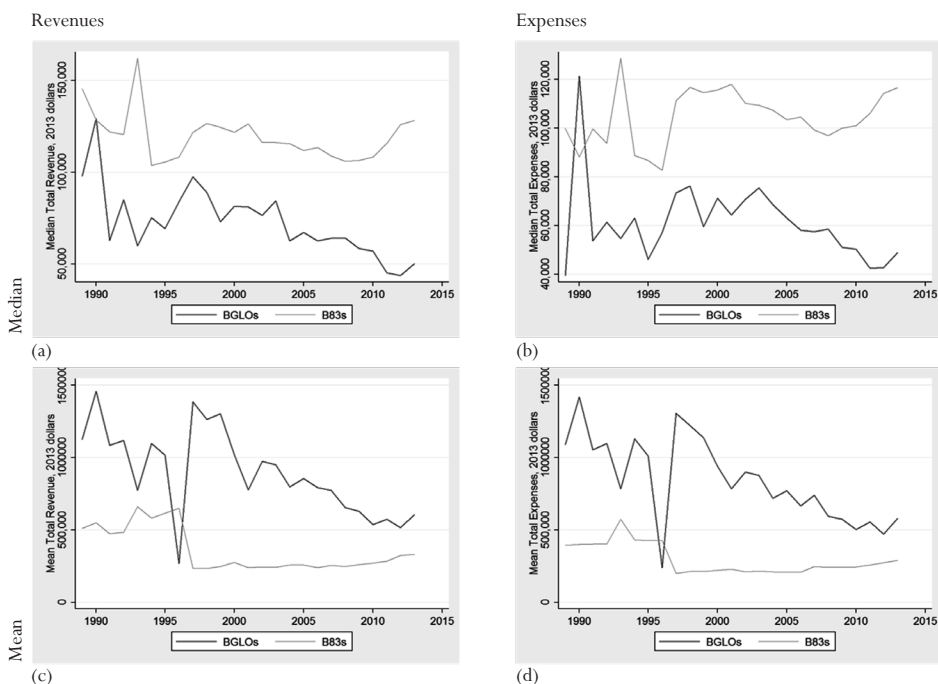 Revenues
Expenses
Median
Median Total Revenue, 2013 dollars
150,000
100,000
50,000
1990 1995 2000 2005 2010 2015
BGLOs B83s
(a)
Median Total Expenses, 2013 dollars
120,000
100,000
80,000
60,000
40,000
1990 1995 2000 2005 2010 2015
BGLOs B83s
(b)
Mean
Mean Total Revenue, 2013 dollars
1500000
1000000
500,000
0
1990 1995 2000 2005 2010 2015
BGLOs B83s
(c)
Mean Total Expenses, 2013 dollars
1500000
1000000
500,000
0
1990 1995 2000 2005 2010 2015
BGLOs B83s
(d)